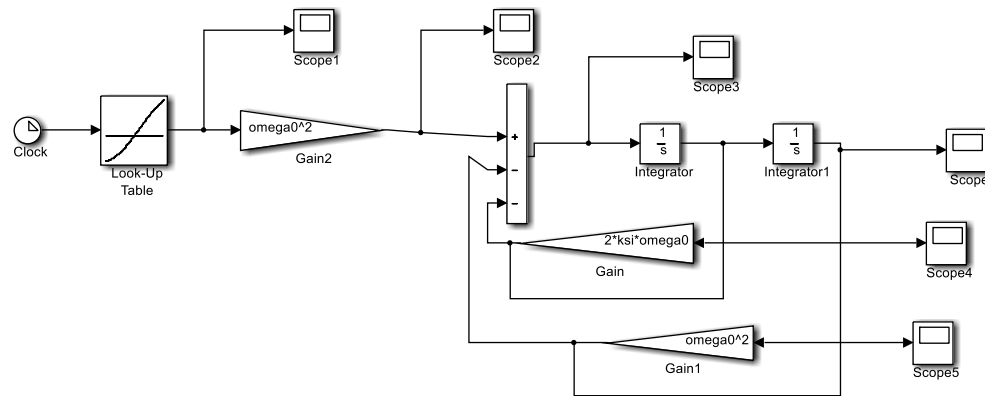 Scope1
Scope2
Scope3
Clock
Look-Up
Table
omega0^2
Gain2
+
−
−
1
s
Integrator
1
s
Integrator1
Scope
2*ksi*omega0
Gain
Scope4
omega0^2
Gain1
Scope5